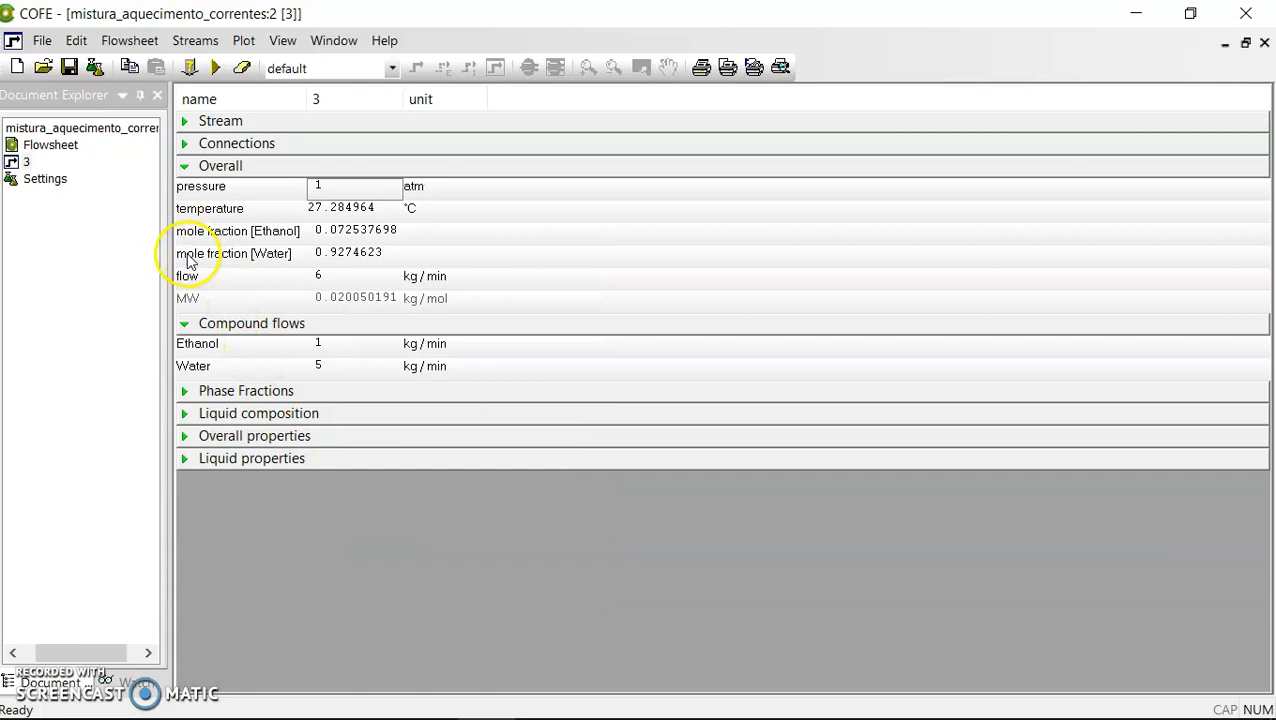 COFE - [mistura_aquecimento_correntes:2 [3]]
File Edit Flowsheet Streams Plot View Window Help
default
Document Explorer
mistura_aquecimento_corre
Flowsheet
3
Settings
name 3 unit
Stream
Connections
Overall
pressure 1 atm
temperature 27.284964 °C
mole fraction [Ethanol] 0.072537698
mole fraction [Water] 0.9274623
flow 6 kg/min
MW 0.020050191 kg/mol
Compound flows
Ethanol 1 kg/min
Water 5 kg/min
Phase Fractions
Liquid composition
Overall properties
Liquid properties
RECORDED WITH
SCREENCAST MATIC
Document ...
Ready CAP NUM